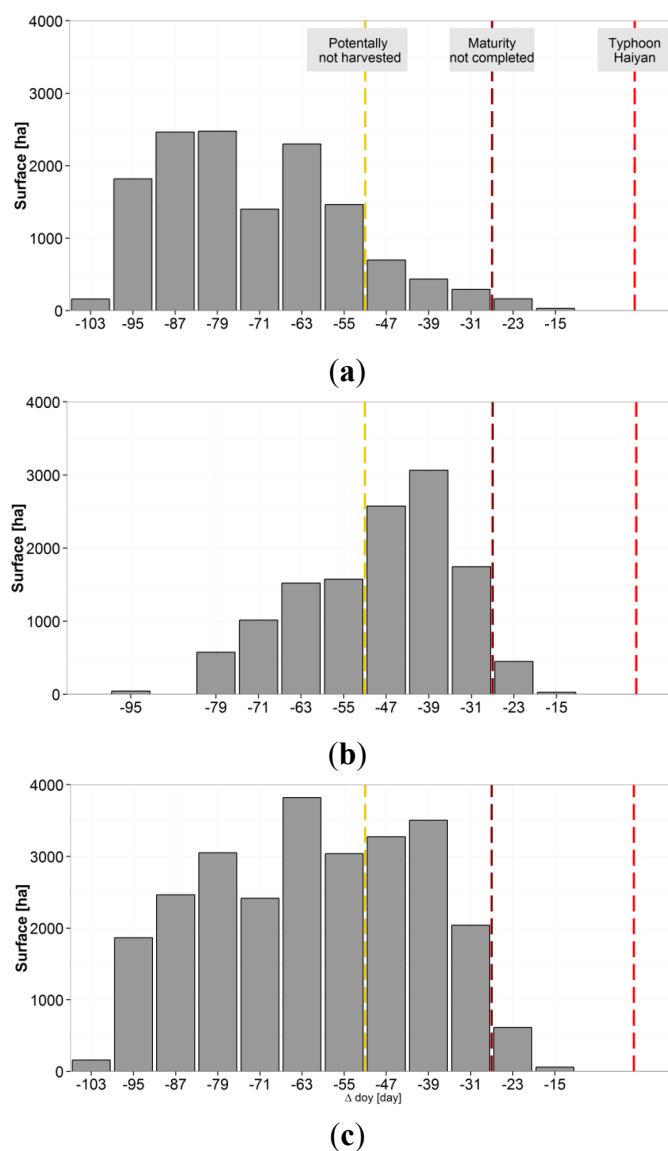 Potentially
not harvested
Maturity
not completed
Typhoon
Haiyan
Surface [ha]
4000
3000
2000
1000
0
-103 -95 -87 -79 -71 -63 -55 -47 -39 -31 -23 -15
(a)
Surface [ha]
4000
3000
2000
1000
0
-95 -79 -71 -63 -55 -47 -39 -31 -23 -15
(b)
Surface [ha]
4000
3000
2000
1000
0
-103 -95 -87 -79 -71 -63 -55 -47 -39 -31 -23 -15
Δ doy [day]
(c)